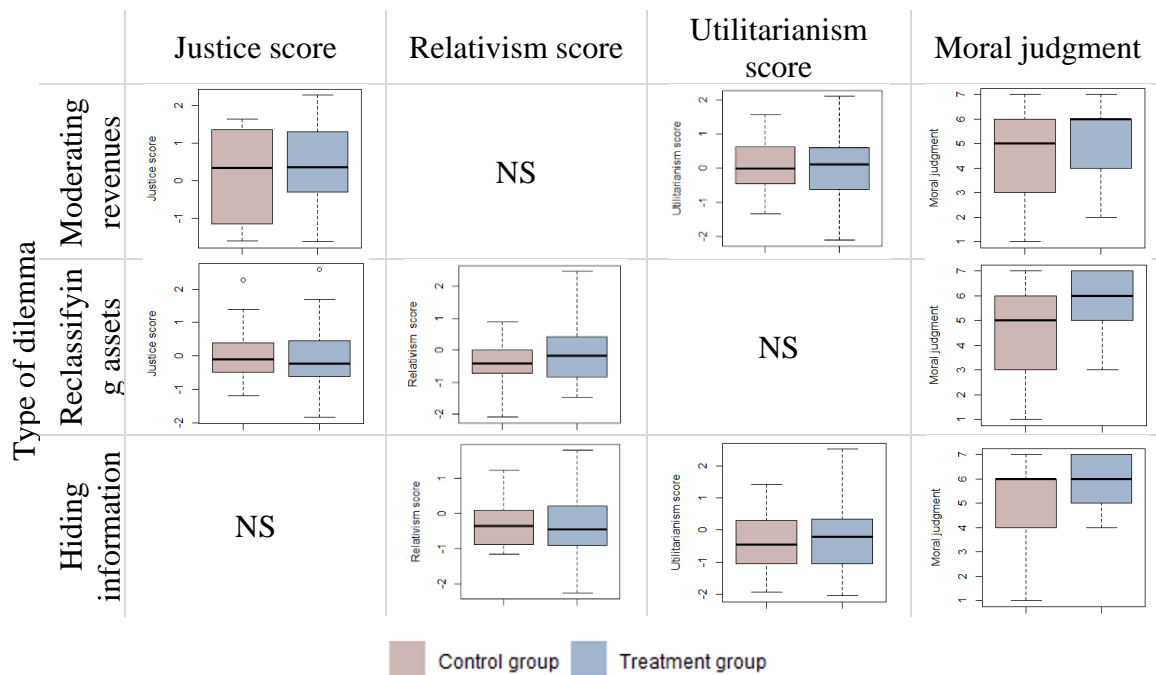 Justice score
Relativism score
Utilitarianism
score
Moral judgment
Type of dilemma
Moderating
revenues
Justice score
-1 0 1 2
NS
Utilitarianism score
-2 -1 0 1 2
Moral judgment
1 2 3 4 5 6 7
Reclassifyin
g assets
Justice score
-2 -1 0 1 2
Relativism score
-2 -1 0 1 2
NS
Moral judgment
1 2 3 4 5 6 7
Hiding
information
NS
Relativism score
-2 -1 0 1
Utilitarianism score
-2 -1 0 1 2
Moral judgment
1 2 3 4 5 6 7
Control group
Treatment group